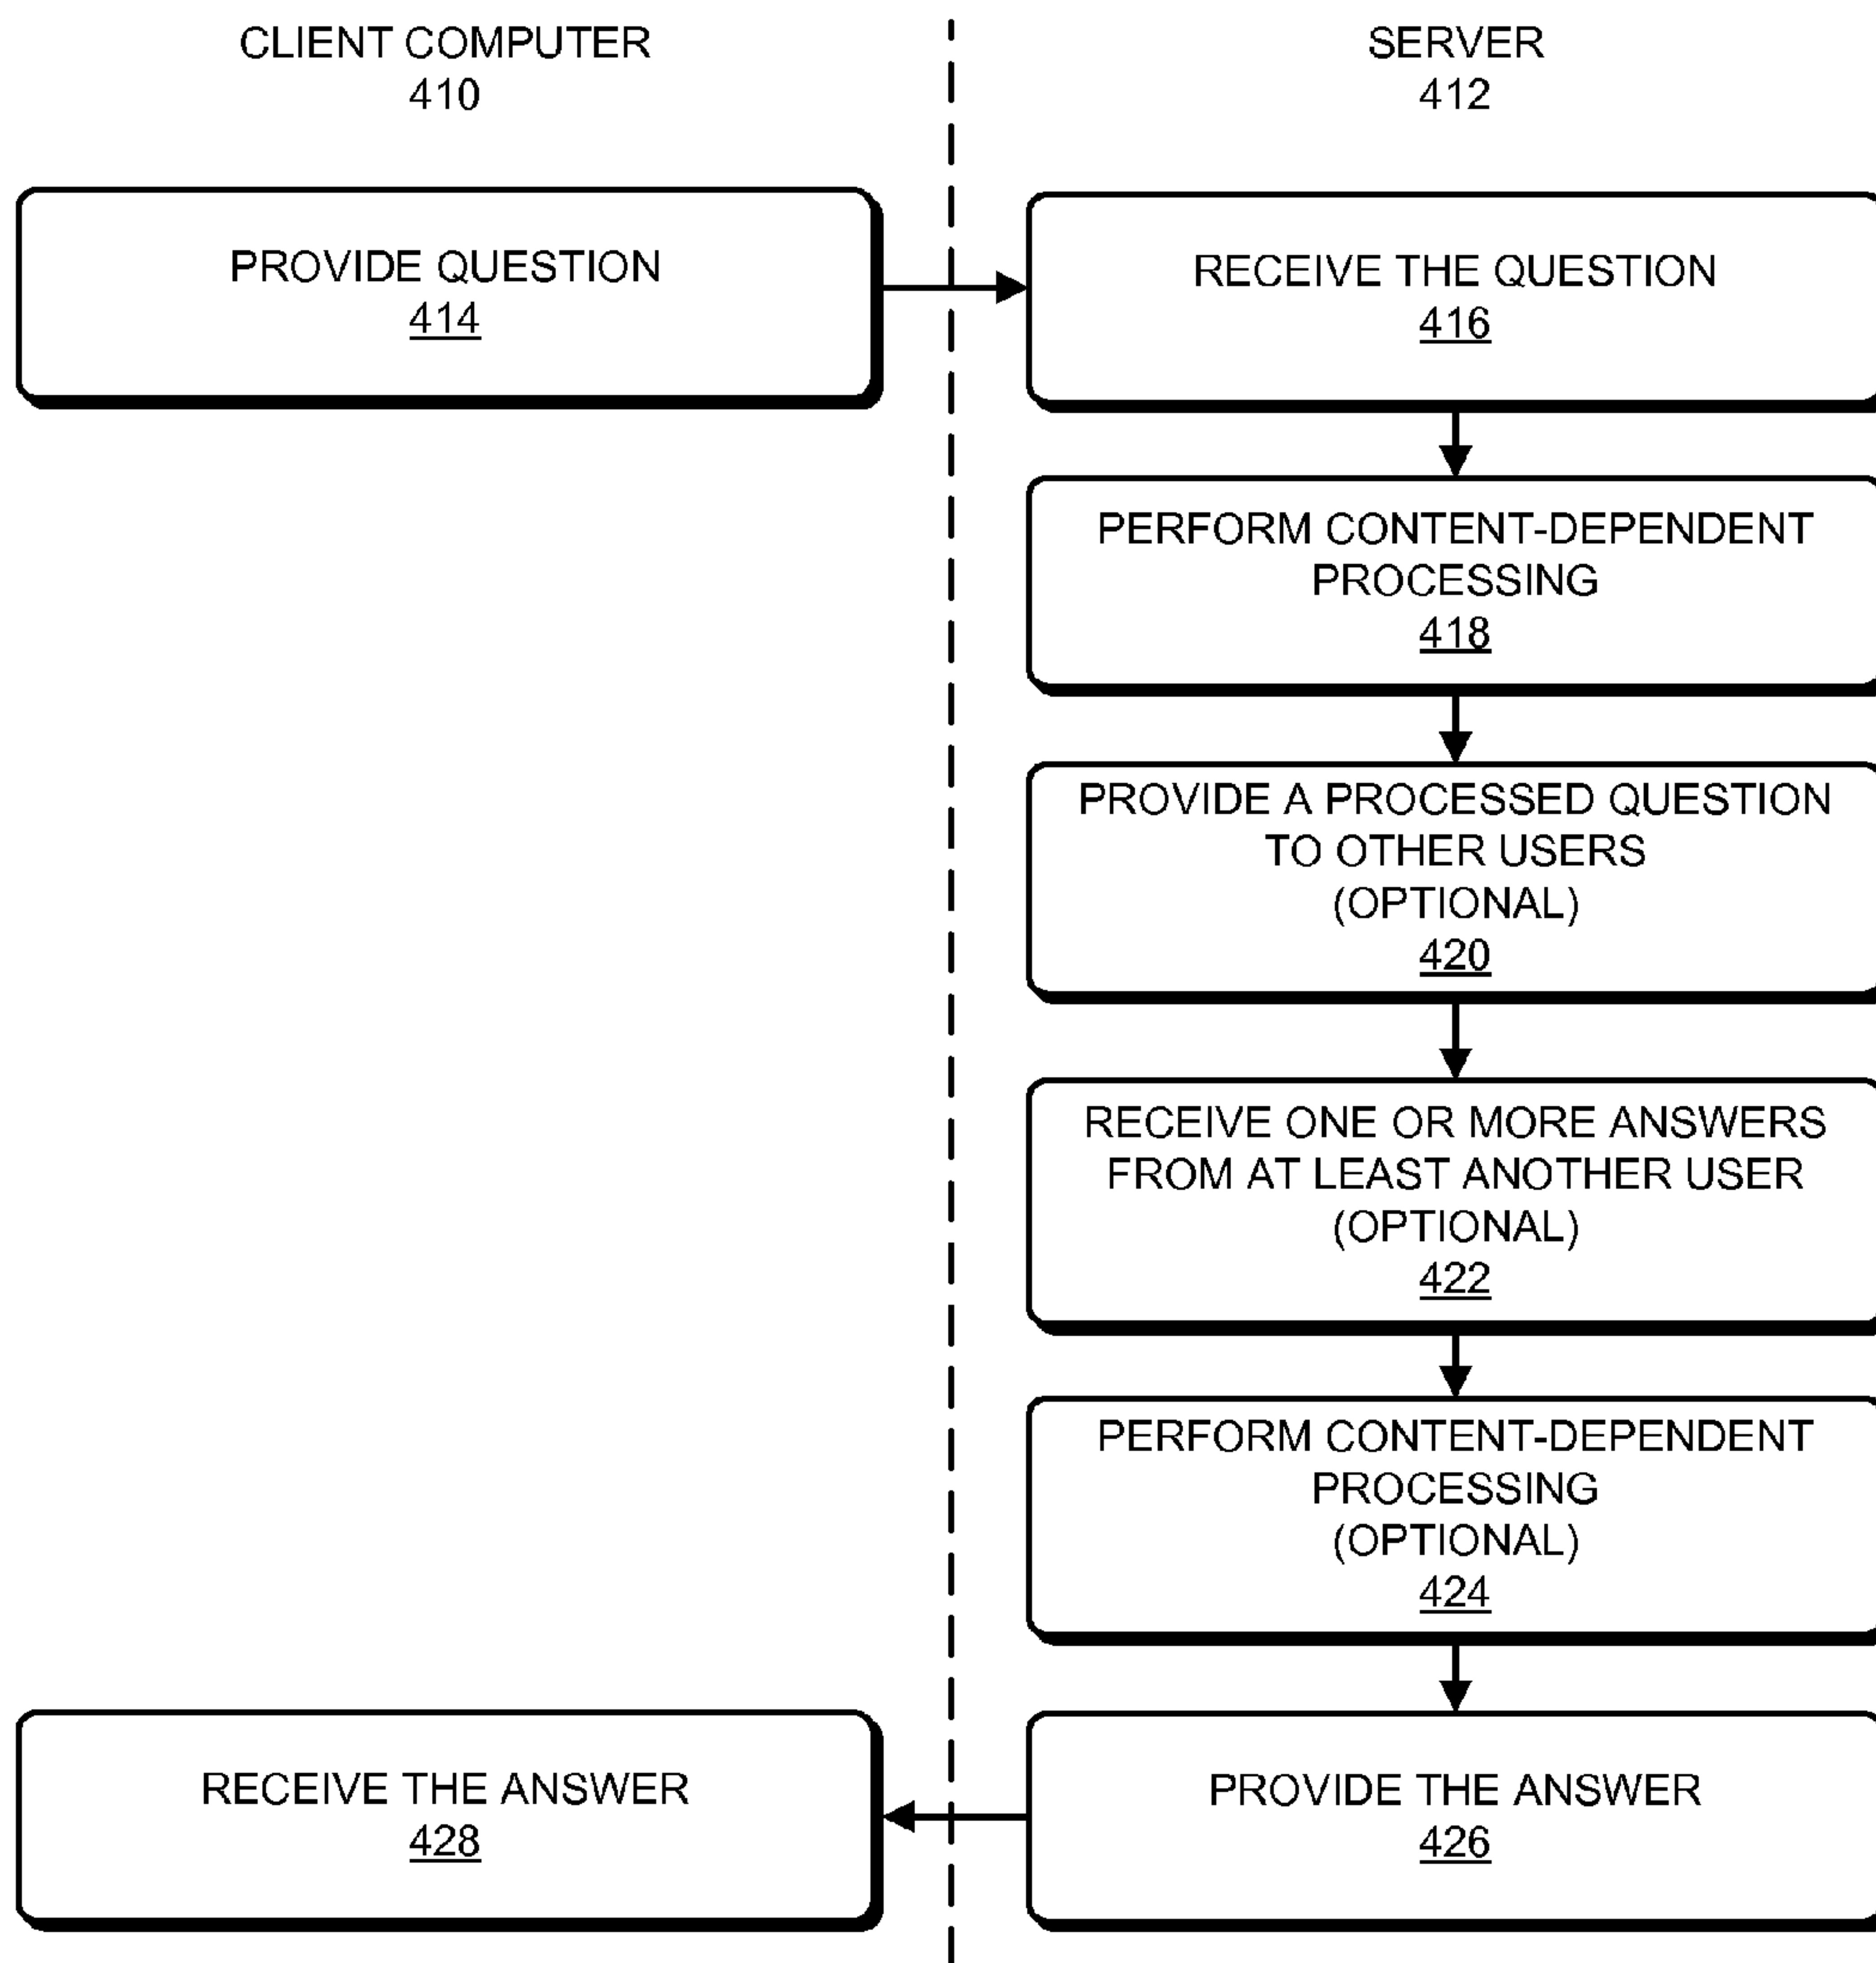 CLIENT COMPUTER
410
SERVER
412
PROVIDE QUESTION
414
RECEIVE THE QUESTION
416
PERFORM CONTENT-DEPENDENT
PROCESSING
418
PROVIDE A PROCESSED QUESTION
TO OTHER USERS
(OPTIONAL)
420
RECEIVE ONE OR MORE ANSWERS
FROM AT LEAST ANOTHER USER
(OPTIONAL)
422
PERFORM CONTENT-DEPENDENT
PROCESSING
(OPTIONAL)
424
PROVIDE THE ANSWER
426
RECEIVE THE ANSWER
428